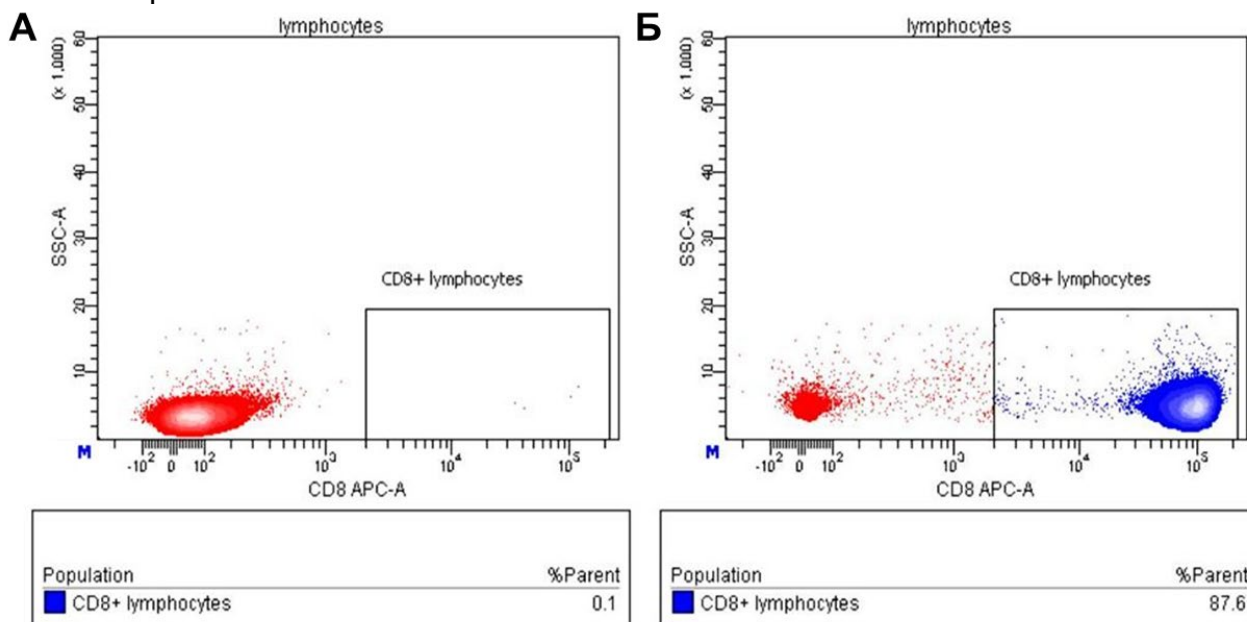 А
lymphocytes
(x 1,000)
SSC-A
60
50
40
30
20
10
CD8+ lymphocytes
M
-10² 0 10² 10³ 10⁴ 10⁵
CD8 APC-A
Population %Parent
CD8+ lymphocytes 0.1
Б
lymphocytes
(x 1,000)
SSC-A
60
50
40
30
20
10
CD8+ lymphocytes
M
-10² 0 10² 10³ 10⁴ 10⁵
CD8 APC-A
Population %Parent
CD8+ lymphocytes 87.6